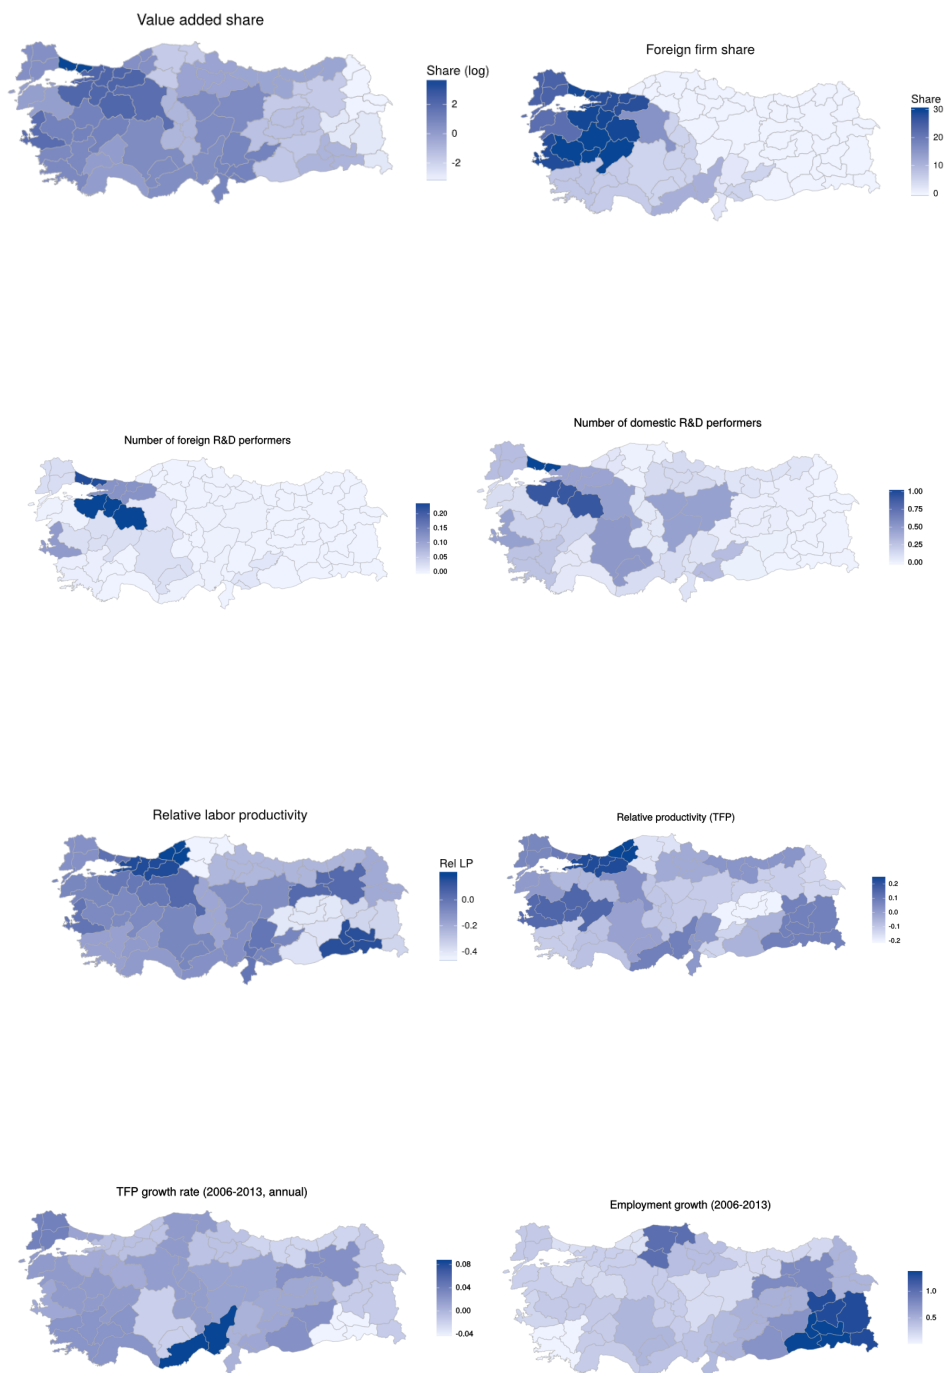 Value added share
Share (log)
2
0
-2
Foreign firm share
Share
30
20
10
0
Number of foreign R&D performers
0.20
0.15
0.10
0.05
0.00
Number of domestic R&D performers
1.00
0.75
0.50
0.25
0.00
Relative labor productivity
Rel LP
0.0
-0.2
-0.4
Relative productivity (TFP)
0.2
0.1
0.0
-0.1
-0.2
TFP growth rate (2006-2013, annual)
0.08
0.04
0.00
-0.04
Employment growth (2006-2013)
1.0
0.5